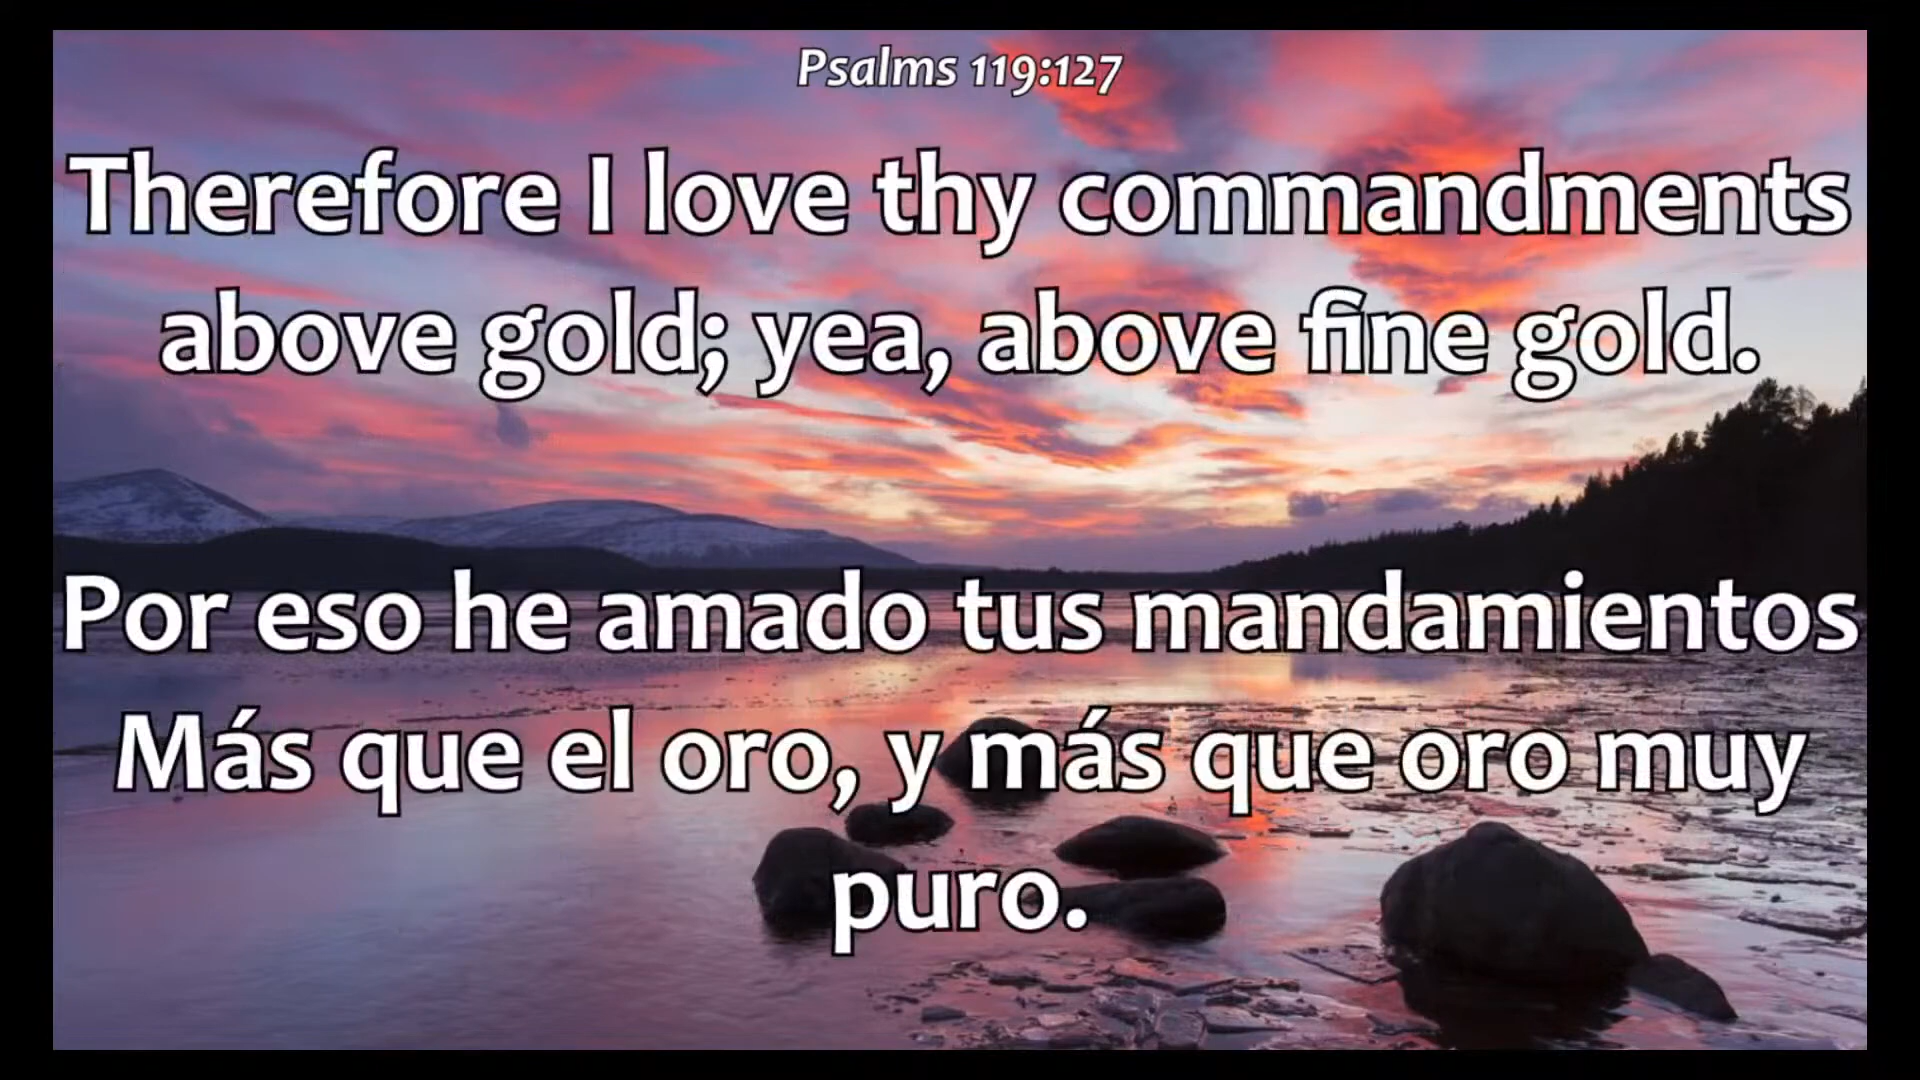 Psalms 119:127
Therefore I love thy commandments
above gold; yea, above fine gold.
Por eso he amado tus mandamientos
Más que el oro, y más que oro muy
puro.